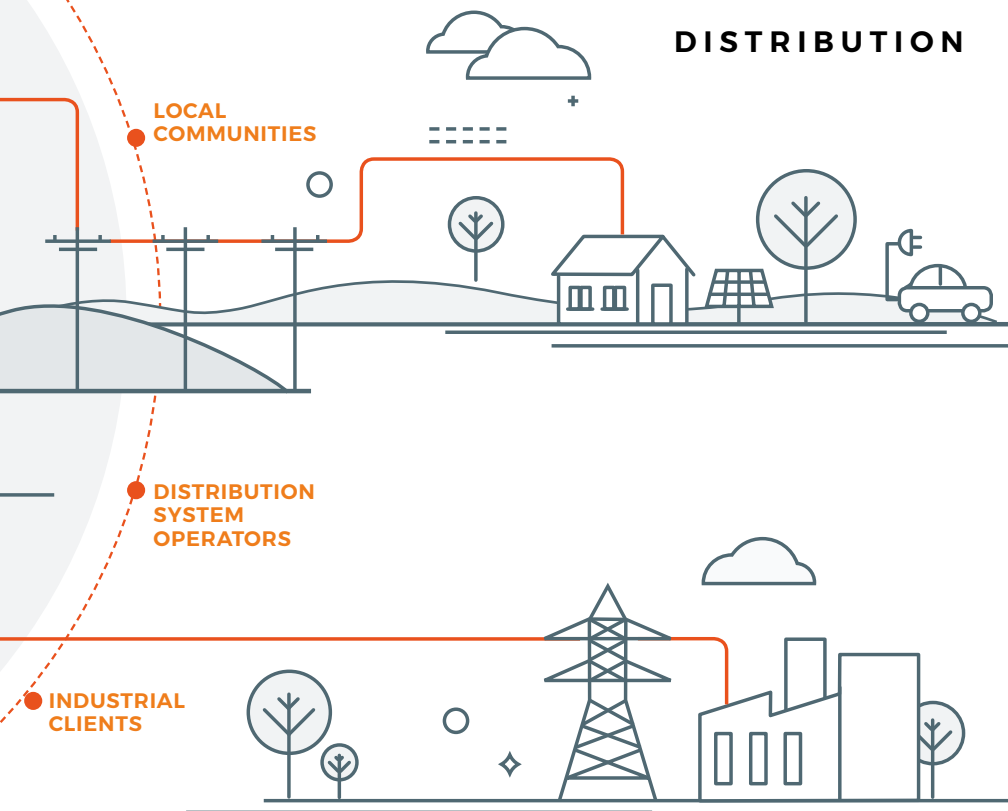 DISTRIBUTION
LOCAL
COMMUNITIES
DISTRIBUTION
SYSTEM
OPERATORS
INDUSTRIAL
CLIENTS